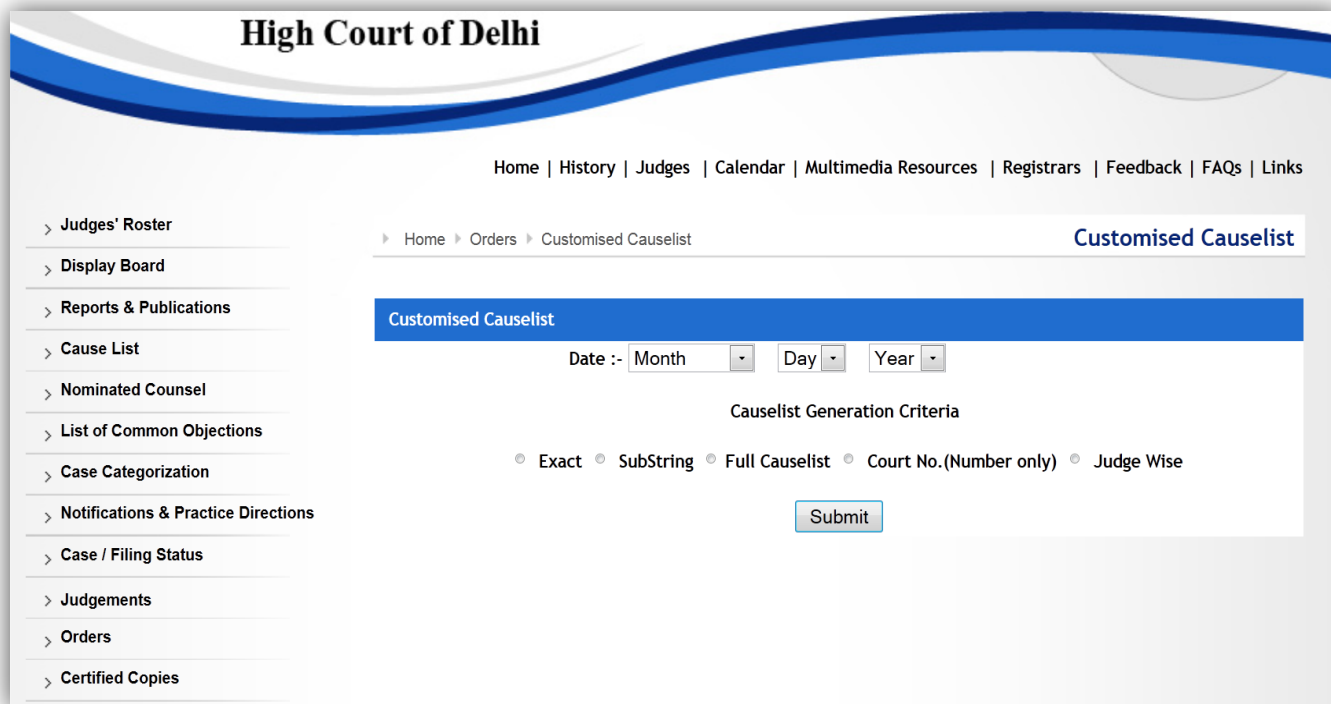 High Court of Delhi
Home | History | Judges | Calendar | Multimedia Resources | Registrars | Feedback | FAQs | Links
Judges' Roster
Display Board
Reports & Publications
Cause List
Nominated Counsel
List of Common Objections
Case Categorization
Notifications & Practice Directions
Case / Filing Status
Judgements
Orders
Certified Copies
Home Orders Customised Causelist
Customised Causelist
Customised Causelist
Date :- Month Day Year
Causelist Generation Criteria
Exact SubString Full Causelist Court No.(Number only) Judge Wise
Submit